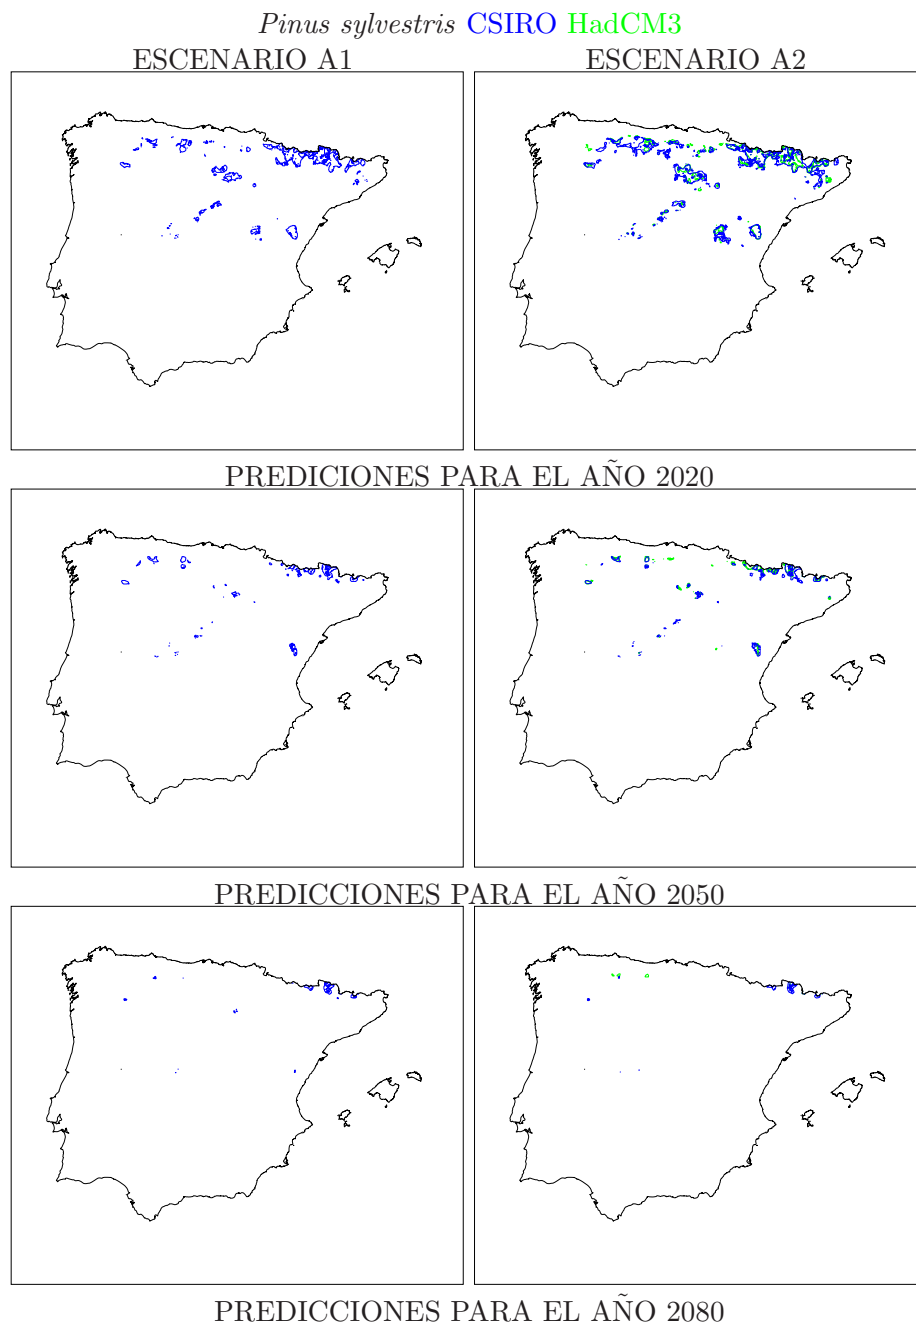 Pinus sylvestris CSIRO HadCM3
ESCENARIO A1 ESCENARIO A2
PREDICIONES PARA EL AÑO 2020
PREDICCIONES PARA EL AÑO 2050
PREDICCIONES PARA EL AÑO 2080